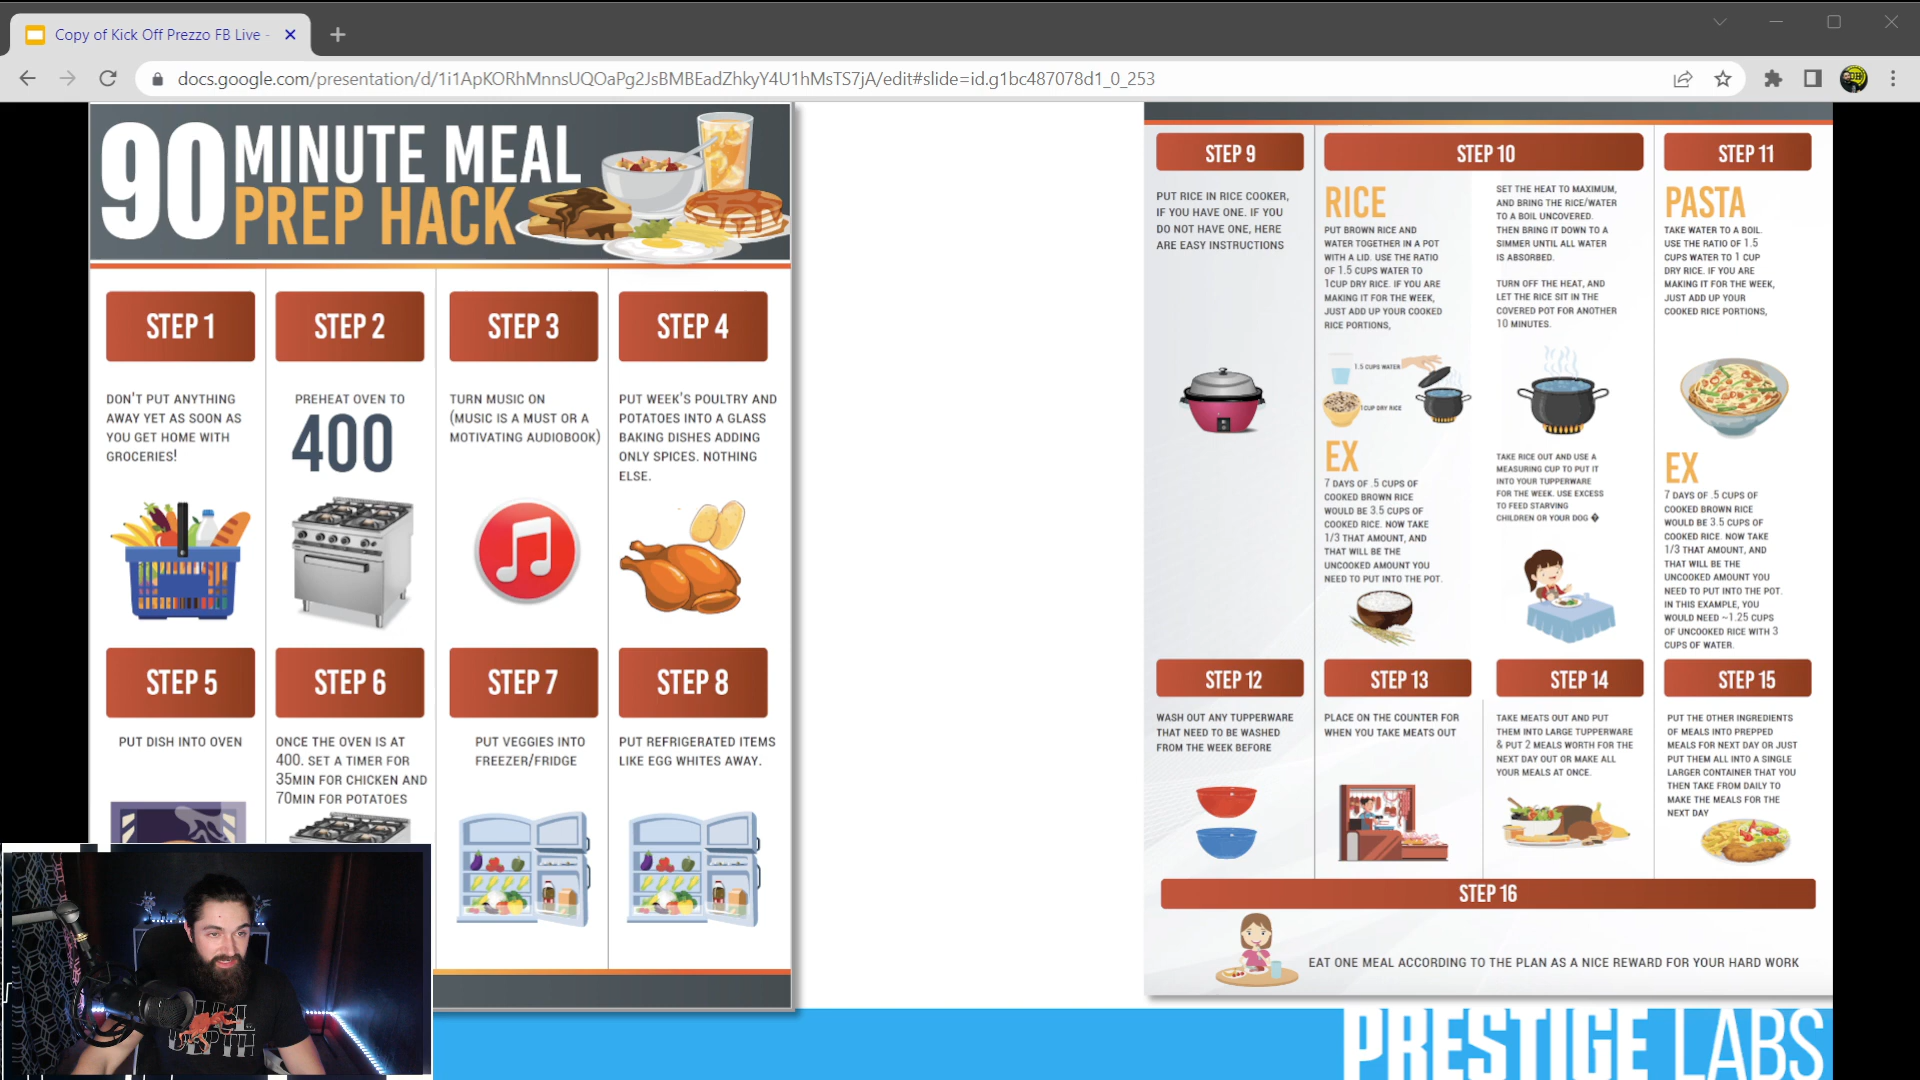 Copy of Kick Off Prezzo FB Live -
docs.google.com/presentation/d/1i1ApKORhMnnsUQOaPg2JsBMBEadZhkyY4U1hMsTS7jA/edit#slide=id.g1bc487078d1_0_253
90 MINUTE MEAL
PREP HACK
STEP 1
DON'T PUT ANYTHING
AWAY YET AS SOON AS
YOU GET HOME WITH
GROCERIES!
STEP 2
PREHEAT OVEN TO
400
STEP 3
TURN MUSIC ON
(MUSIC IS A MUST OR A
MOTIVATING AUDIOBOOK)
STEP 4
PUT WEEK'S POULTRY AND
POTATOES INTO A GLASS
BAKING DISHES ADDING
ONLY SPICES. NOTHING
ELSE.
STEP 5
PUT DISH INTO OVEN
STEP 6
ONCE THE OVEN IS AT
400. SET A TIMER FOR
35MIN FOR CHICKEN AND
70MIN FOR POTATOES
STEP 7
PUT VEGGIES INTO
FREEZER/FRIDGE
STEP 8
PUT REFRIGERATED ITEMS
LIKE EGG WHITES AWAY.
STEP 9
PUT RICE IN RICE COOKER,
IF YOU HAVE ONE. IF YOU
DO NOT HAVE ONE, HERE
ARE EASY INSTRUCTIONS
STEP 10
RICE
PUT BROWN RICE AND
WATER TOGETHER IN A POT
WITH A LID. USE THE RATIO
OF 1.5 CUPS WATER TO
1CUP DRY RICE. IF YOU ARE
MAKING IT FOR THE WEEK,
JUST ADD UP YOUR COOKED
RICE PORTIONS,
1.5 CUPS WATER
1CUP DRY RICE
EX
7 DAYS OF .5 CUPS OF
COOKED BROWN RICE
WOULD BE 3.5 CUPS OF
COOKED RICE. NOW TAKE
1/3 THAT AMOUNT, AND
THAT WILL BE THE
UNCOOKED AMOUNT YOU
NEED TO PUT INTO THE POT.
SET THE HEAT TO MAXIMUM,
AND BRING THE RICE/WATER
TO A BOIL UNCOVERED.
THEN BRING IT DOWN TO A
SIMMER UNTIL ALL WATER
IS ABSORBED.
TURN OFF THE HEAT, AND
LET THE RICE SIT IN THE
COVERED POT FOR ANOTHER
10 MINUTES.
TAKE RICE OUT AND USE A
MEASURING CUP TO PUT IT
INTO YOUR TUPPERWARE
FOR THE WEEK. USE EXCESS
TO FEED STARVING
CHILDREN OR YOUR DOG �
STEP 11
PASTA
TAKE WATER TO A BOIL.
USE THE RATIO OF 1.5
CUPS WATER TO 1 CUP
DRY RICE. IF YOU ARE
MAKING IT FOR THE WEEK,
JUST ADD UP YOUR
COOKED RICE PORTIONS,
EX
7 DAYS OF .5 CUPS OF
COOKED BROWN RICE
WOULD BE 3.5 CUPS OF
COOKED RICE. NOW TAKE
1/3 THAT AMOUNT, AND
THAT WILL BE THE
UNCOOKED AMOUNT YOU
NEED TO PUT INTO THE POT.
IN THIS EXAMPLE, YOU
WOULD NEED ~1.25 CUPS
OF UNCOOKED RICE WITH 3
CUPS OF WATER.
STEP 12
WASH OUT ANY TUPPERWARE
THAT NEED TO BE WASHED
FROM THE WEEK BEFORE
STEP 13
PLACE ON THE COUNTER FOR
WHEN YOU TAKE MEATS OUT
STEP 14
TAKE MEATS OUT AND PUT
THEM INTO LARGE TUPPERWARE
& PUT 2 MEALS WORTH FOR THE
NEXT DAY OUT OR MAKE ALL
YOUR MEALS AT ONCE.
STEP 15
PUT THE OTHER INGREDIENTS
OF MEALS INTO PREPPED
MEALS FOR NEXT DAY OR JUST
PUT THEM ALL INTO A SINGLE
LARGER CONTAINER THAT YOU
THEN TAKE FROM DAILY TO
MAKE THE MEALS FOR THE
NEXT DAY
STEP 16
EAT ONE MEAL ACCORDING TO THE PLAN AS A NICE REWARD FOR YOUR HARD WORK
PRESTIGE LABS